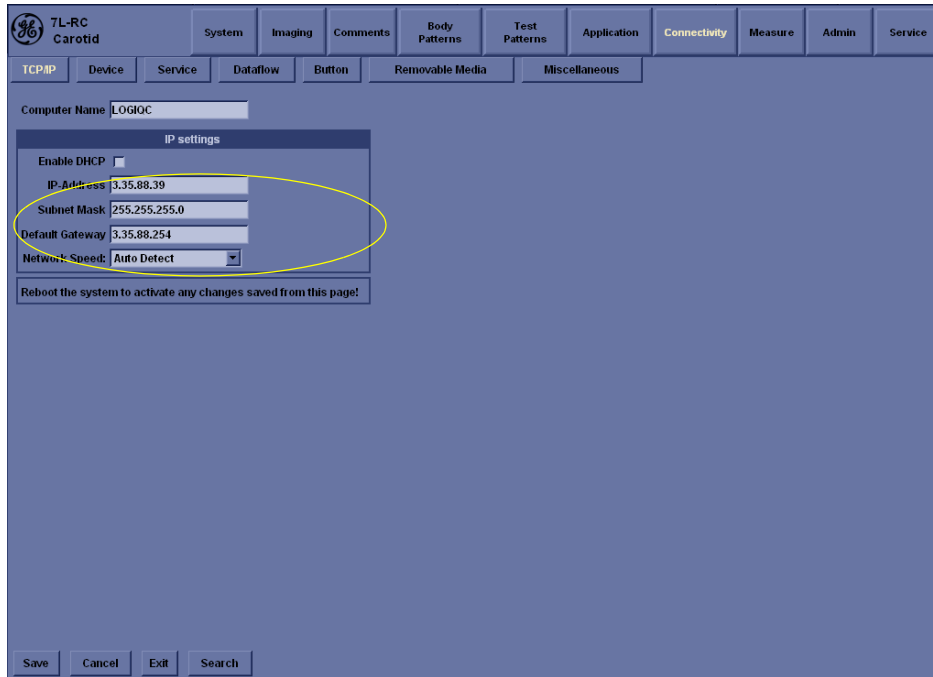 7L-RC
Carotid
System
Imaging
Comments
Body
Patterns
Test
Patterns
Application
Connectivity
Measure
Admin
Service
TCP/IP
Device
Service
Dataflow
Button
Removable Media
Miscellaneous
Computer Name LOGIQC
IP settings
Enable DHCP
IP-Address 3.35.88.39
Subnet Mask 255.255.255.0
Default Gateway 3.35.88.254
Network Speed: Auto Detect
Reboot the system to activate any changes saved from this page!
Save
Cancel
Exit
Search